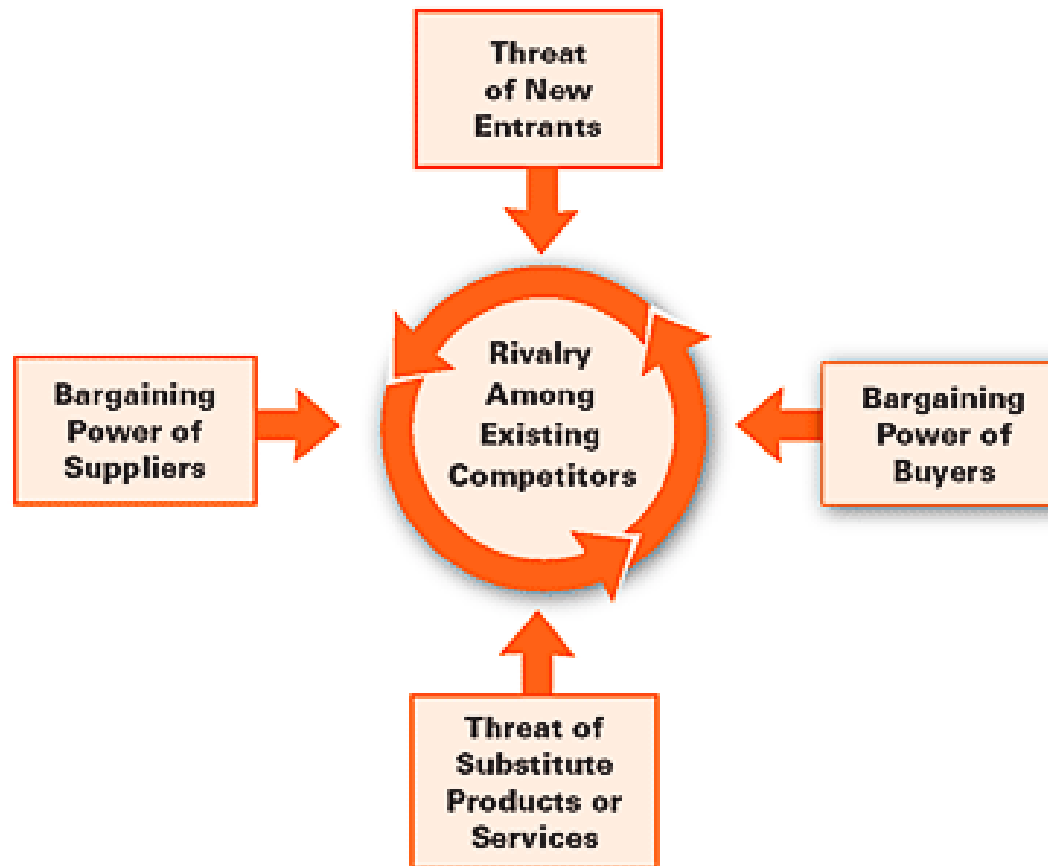 Threat
of New
Entrants
Rivalry
Among
Existing
Competitors
Bargaining
Power of
Suppliers
Bargaining
Power of
Buyers
Threat of
Substitute
Products or
Services